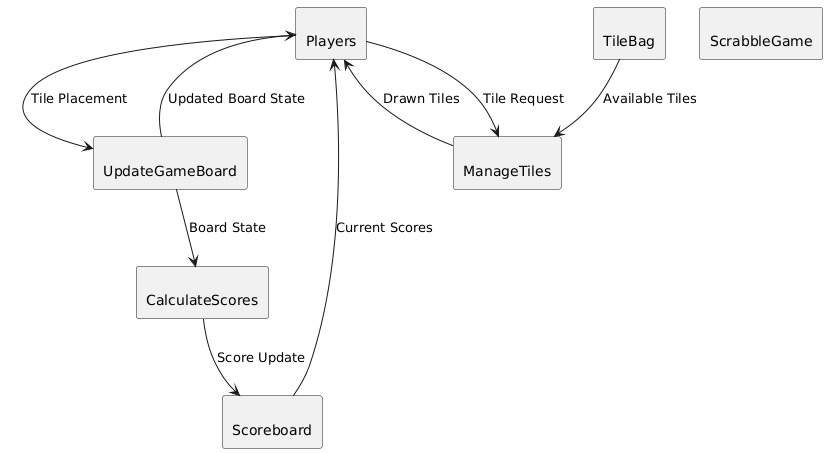 Players
TileBag
ScrabbleGame
Tile Placement
Updated Board State
Drawn Tiles
Tile Request
Available Tiles
UpdateGameBoard
ManageTiles
Board State
Current Scores
CalculateScores
Score Update
Scoreboard